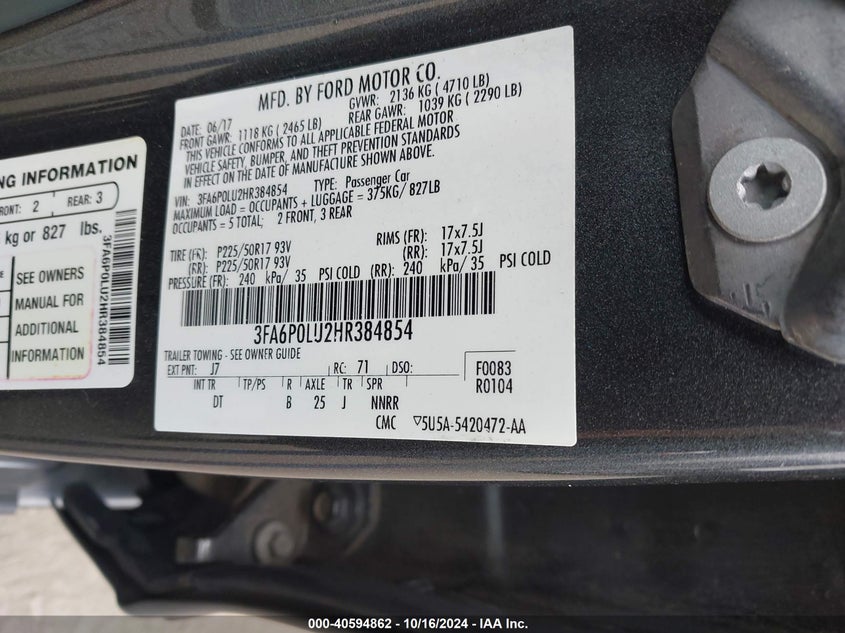 MFD. BY FORD MOTOR CO.
DATE: 06/17 GVWR: 2136 KG ( 4710 LB)
FRONT GAWR: 1118 KG ( 2465 LB) REAR GAWR: 1039 KG ( 2290 LB)
THIS VEHICLE CONFORMS TO ALL APPLICABLE FEDERAL MOTOR
VEHICLE SAFETY, BUMPER, AND THEFT PREVENTION STANDARDS
IN EFFECT ON THE DATE OF MANUFACTURE SHOWN ABOVE.
VIN: 3FA6P0LU2HR384854 TYPE: Passenger Car
MAXIMUM LOAD = OCCUPANTS + LUGGAGE = 375KG/ 827LB
OCCUPANTS = 5 TOTAL; 2 FRONT, 3 REAR
TIRE (FR): P225/50R17 93V RIMS (FR): 17x7.5J
(RR): P225/50R17 93V (RR): 17x7.5J
PRESSURE (FR): 240 kPa/ 35 PSI COLD (RR): 240 kPa/ 35 PSI COLD
3FA6P0LU2HR384854
TRAILER TOWING - SEE OWNER GUIDE
EXT PNT: J7 RC: 71 DSO: F0083
INT TR TP/PS R AXLE TR SPR R0104
DT B 25 J NNRR
CMC ▽5U5A-5420472-AA
NG INFORMATION
FRONT: 2 REAR: 3
kg or 827 lbs.
SEE OWNERS
MANUAL FOR
ADDITIONAL
INFORMATION
3FA6P0LU2HR384854
000-40594862 - 10/16/2024 - IAA Inc.